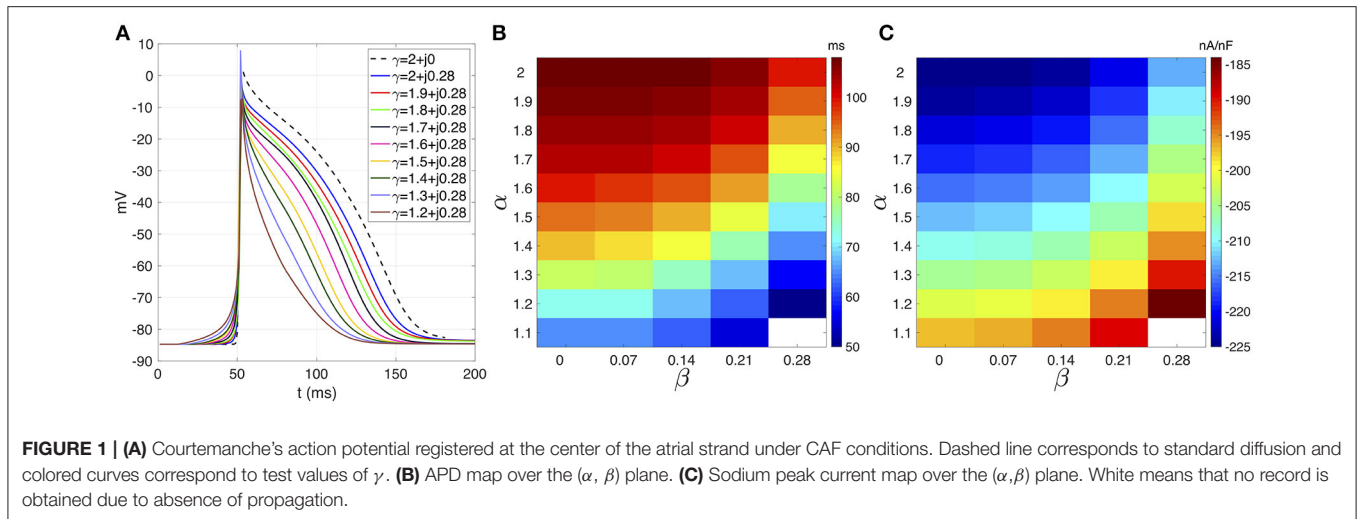 A
10
0
-10
-20
-30
-40
-50
-60
-70
-80
-90
mV
0
50
100
150
200
t (ms)
γ=2+j0
γ=2+j0.28
γ=1.9+j0.28
γ=1.8+j0.28
γ=1.7+j0.28
γ=1.6+j0.28
γ=1.5+j0.28
γ=1.4+j0.28
γ=1.3+j0.28
γ=1.2+j0.28
B
2
1.9
1.8
1.7
1.6
1.5
1.4
1.3
1.2
1.1
α
0
0.07
0.14
0.21
0.28
β
ms
100
90
80
70
60
50
C
2
1.9
1.8
1.7
1.6
1.5
1.4
1.3
1.2
1.1
α
0
0.07
0.14
0.21
0.28
β
nA/nF
-185
-190
-195
-200
-205
-210
-215
-220
-225
FIGURE 1 | (A) Courtemanche's action potential registered at the center of the atrial strand under CAF conditions. Dashed line corresponds to standard diffusion and
colored curves correspond to test values of γ. (B) APD map over the (α, β) plane. (C) Sodium peak current map over the (α,β) plane. White means that no record is
obtained due to absence of propagation.